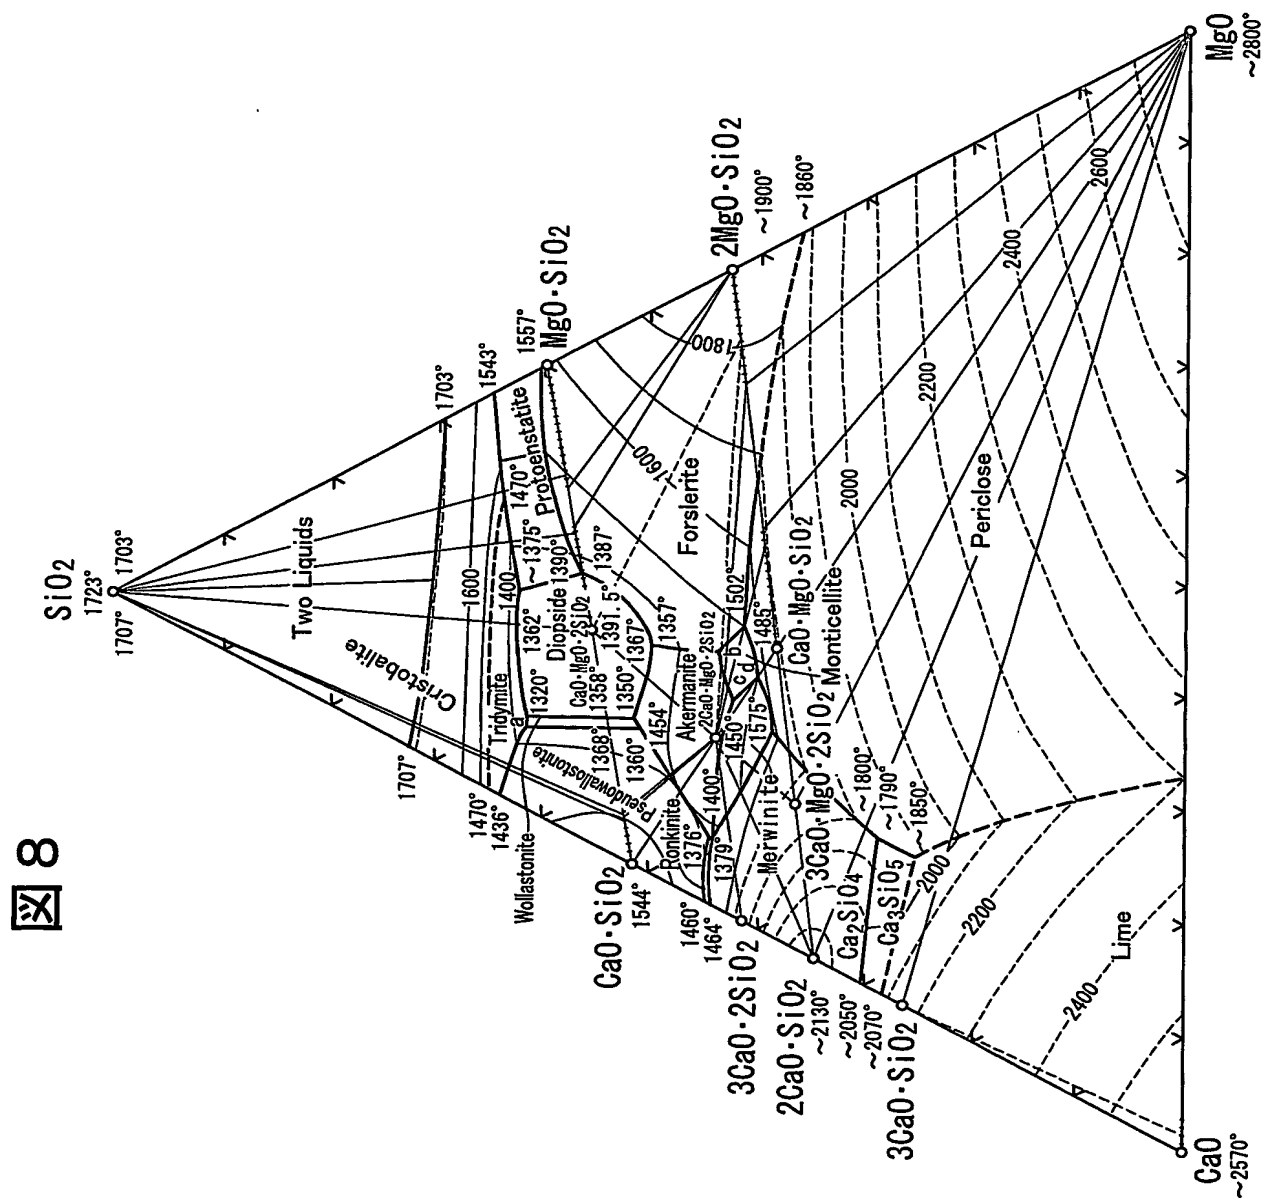 図8
SiO2
1723°
1707°
1703°
Two Liquids
Cristobalite
1703°
1707°
1600
1543°
1470°
Tridymite
1470°
1436°
a
1400
~1375°
Protoenstatite
1557°
MgO·SiO2
1320°
1362°
1390°
Diopside
CaO·MgO·2SiO2
1391.5°
1387°
1358°
1368°
Pseudowallostonite
Wollastonite
1367°
1350°
1360°
1357°
1600
1800
CaO·SiO2
1544°
1454°
Akermanite
2CaO·MgO·2SiO2
Forslerite
2MgO·SiO2
~1900°
~1860°
Ronkinite
1376°
1379°
1400°
1450°
1460°
1464°
b
c
d
1502°
1485°
1575°
CaO·MgO·SiO2
Monticellite
3CaO·2SiO2
Merwinite
3CaO·MgO·2SiO2
2CaO·SiO2
~2130°
~2050°
~2070°
Ca2SiO4
~1800°
~1790°
~1850°
Ca3SiO5
3CaO·SiO2
2000
2000
2200
2400
2600
Periclose
2200
2400
Lime
CaO
~2570°
MgO
~2800°